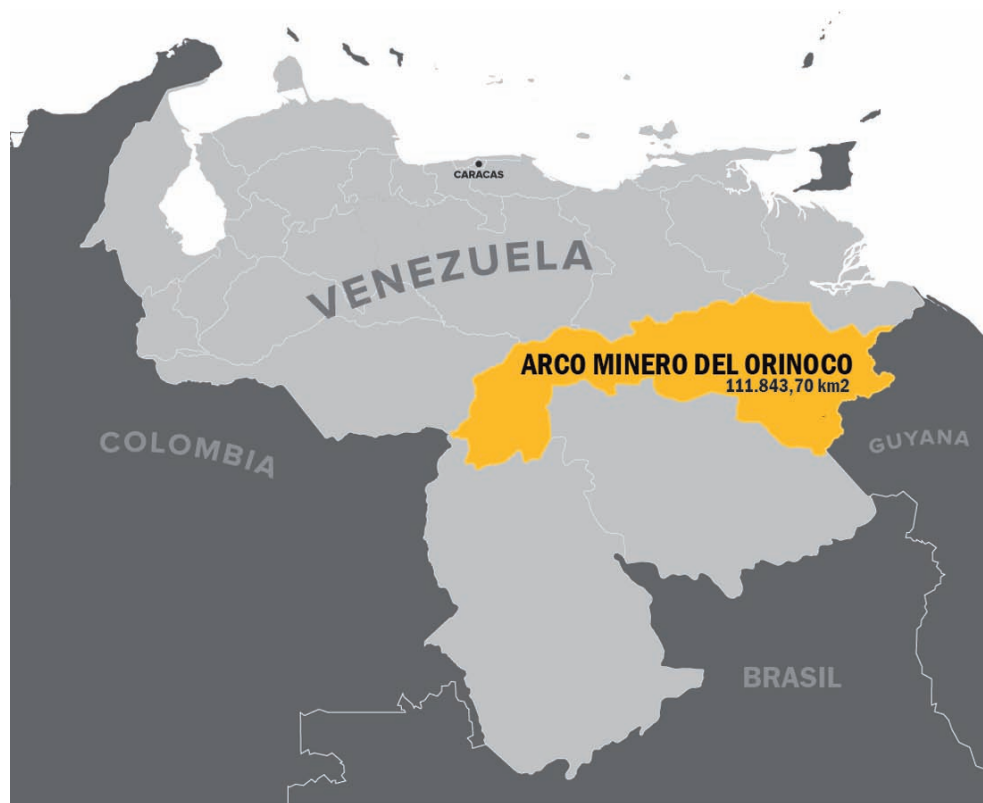 CARACAS
VENEZUELA
ARCO MINERO DEL ORINOCO
111.843,70 km2
COLOMBIA
GUYANA
BRASIL